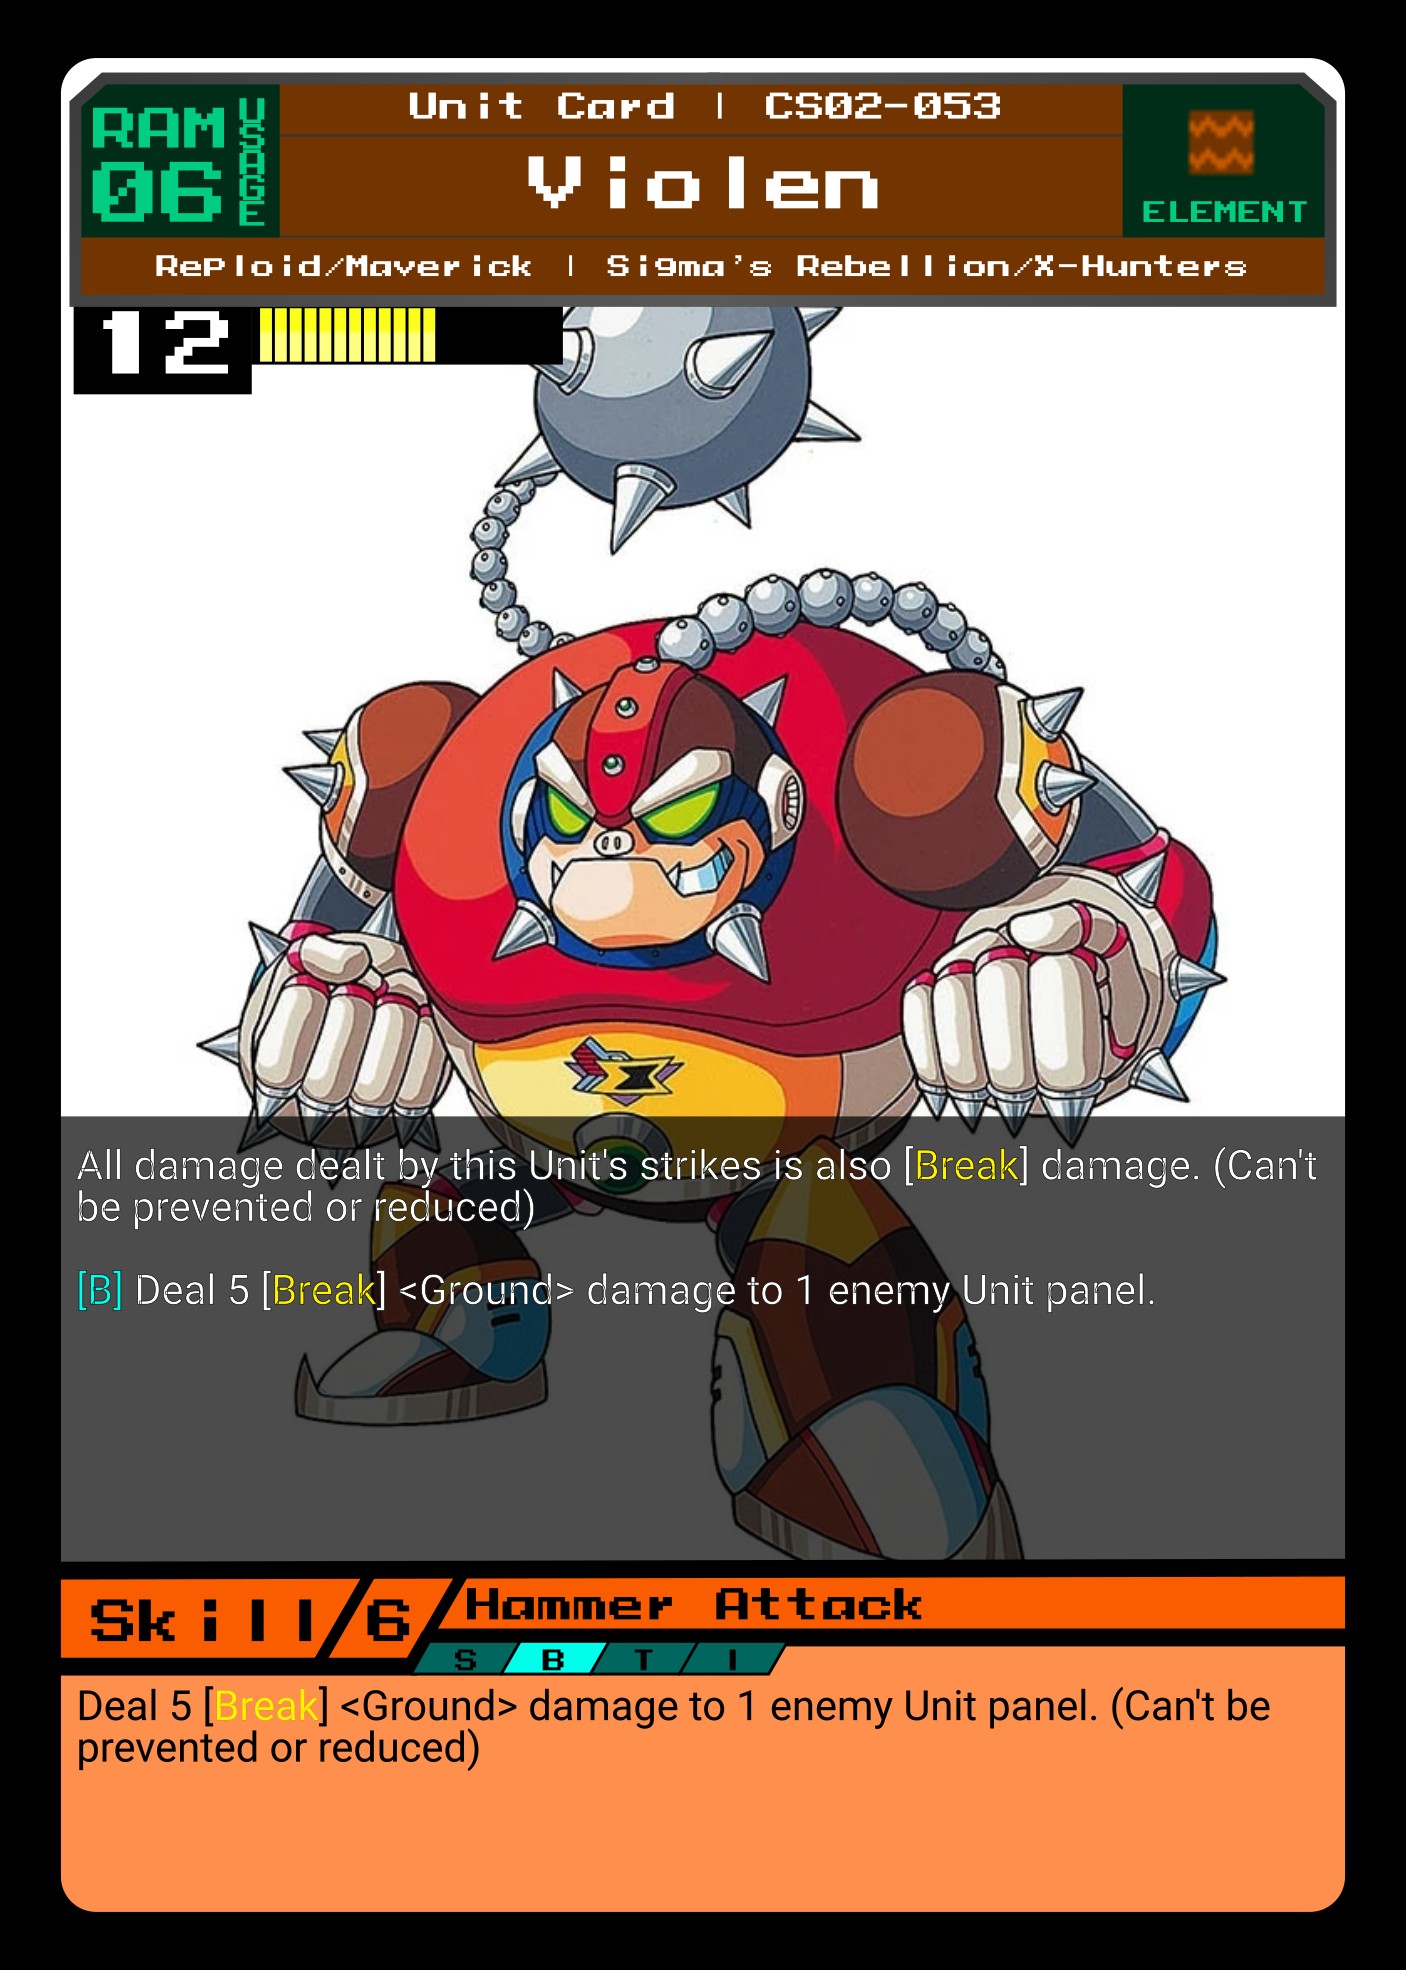 RAM
06
USAGE
Unit Card | CS02-053
Violen
ELEMENT
Reploid/Maverick | Sigma's Rebellion/X-Hunters
12
All damage dealt by this Unit's strikes is also [Break] damage. (Can't
be prevented or reduced)
[B] Deal 5 [Break] <Ground> damage to 1 enemy Unit panel.
Skill/6
Hammer Attack
S B T I
Deal 5 [Break] <Ground> damage to 1 enemy Unit panel. (Can't be
prevented or reduced)